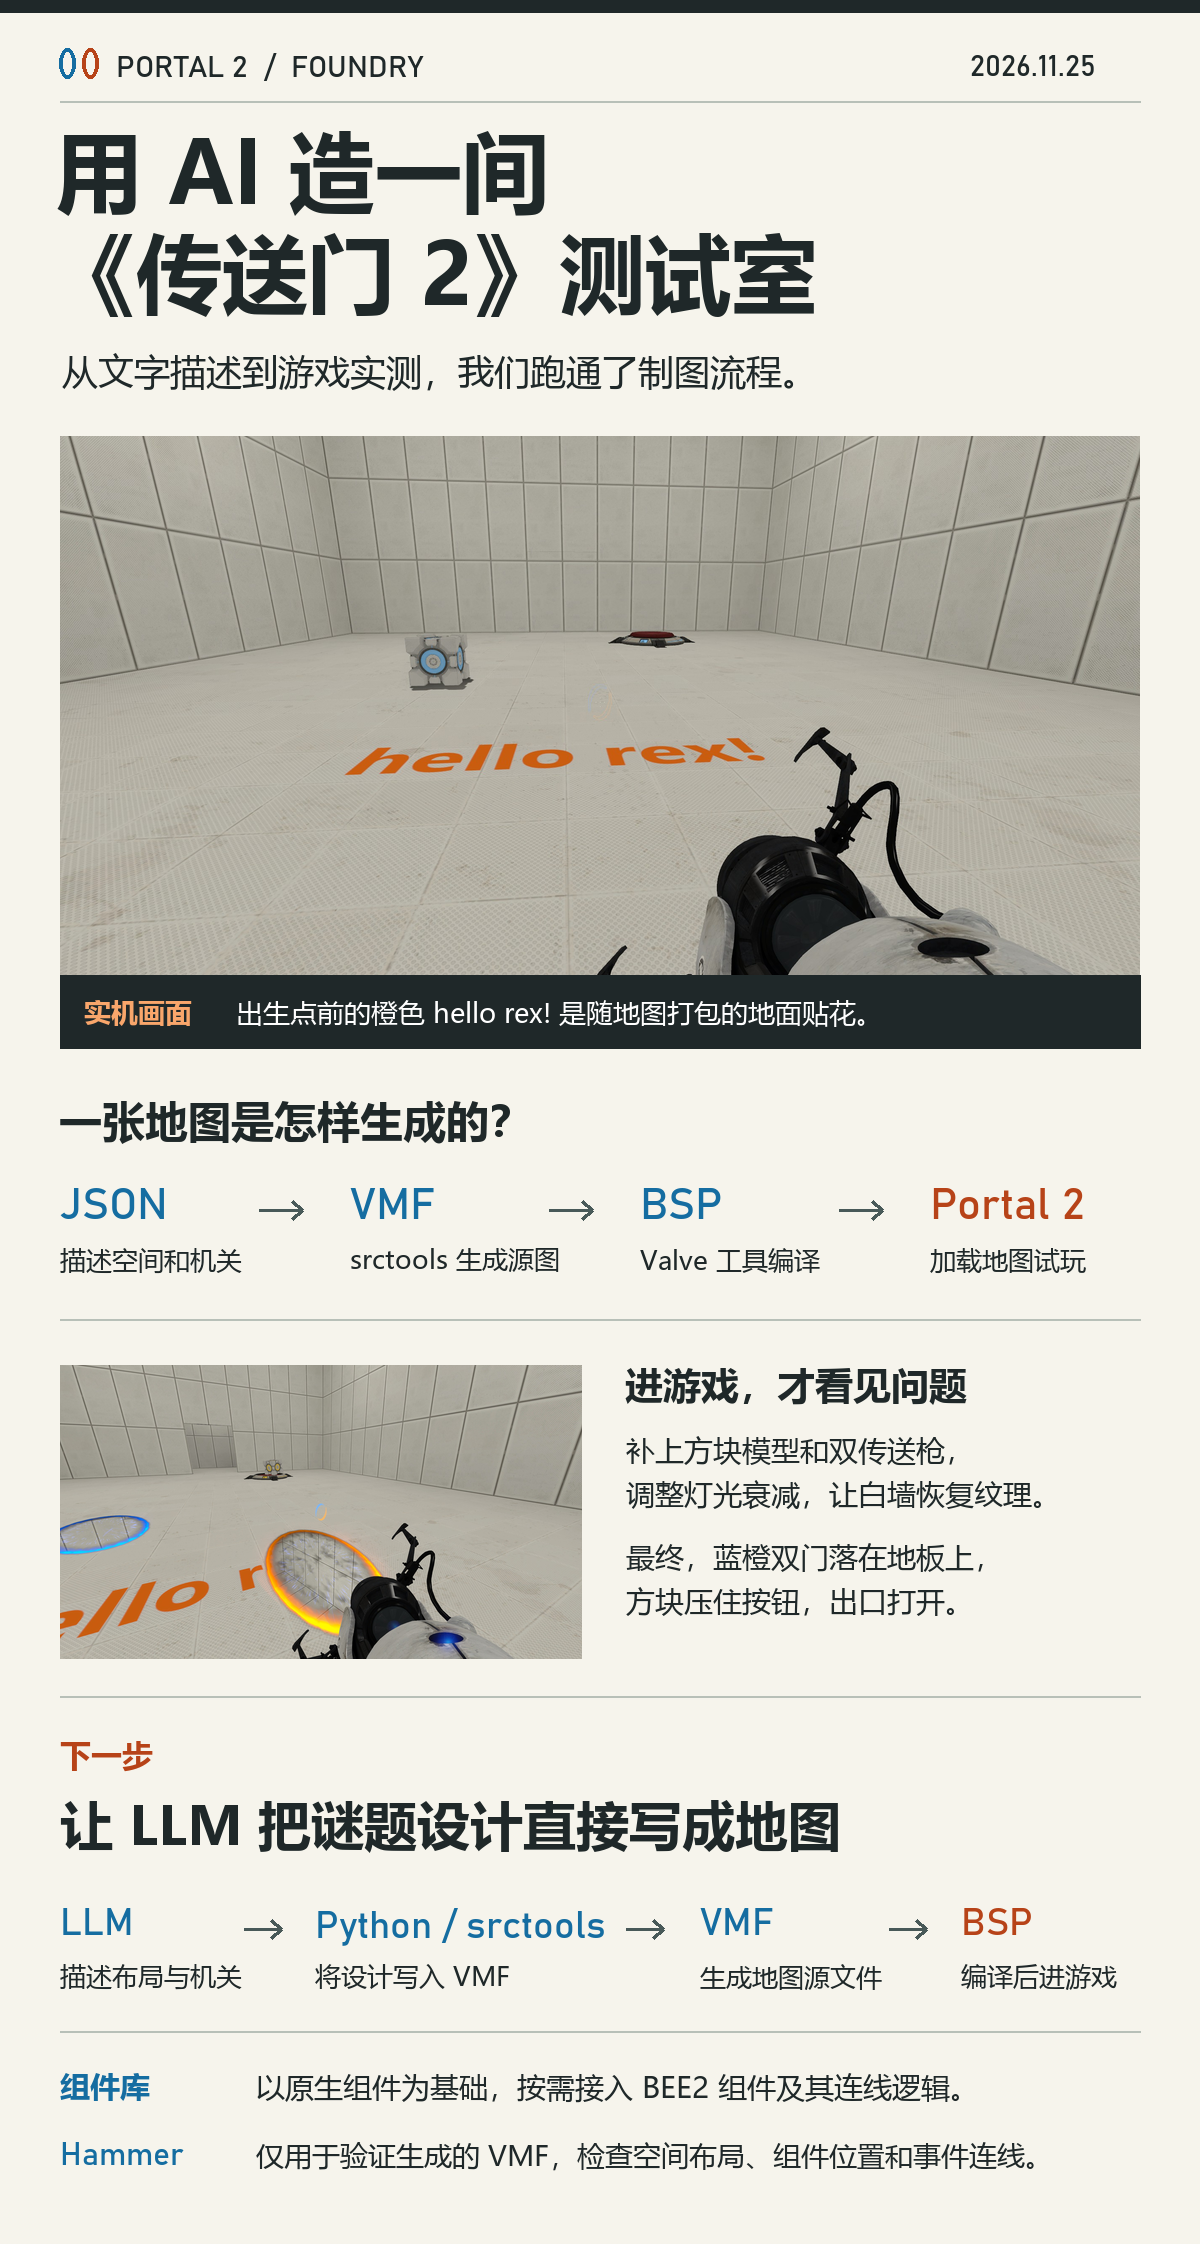 PORTAL 2 / FOUNDRY
2026.11.25
用 AI 造一间
《传送门 2》测试室
从文字描述到游戏实测，我们跑通了制图流程。
hello rex!
实机画面 出生点前的橙色 hello rex! 是随地图打包的地面贴花。
一张地图是怎样生成的？
JSON → VMF → BSP → Portal 2
描述空间和机关 srctools 生成源图 Valve 工具编译 加载地图试玩
ello r
进游戏，才看见问题
补上方块模型和双传送枪，
调整灯光衰减，让白墙恢复纹理。
最终，蓝橙双门落在地板上，
方块压住按钮，出口打开。
下一步
让 LLM 把谜题设计直接写成地图
LLM → Python / srctools → VMF → BSP
描述布局与机关 将设计写入 VMF 生成地图源文件 编译后进游戏
组件库 以原生组件为基础，按需接入 BEE2 组件及其连线逻辑。
Hammer 仅用于验证生成的 VMF，检查空间布局、组件位置和事件连线。